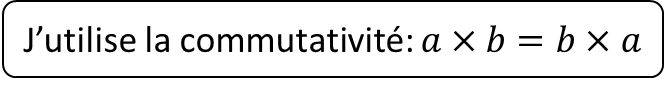 J'utilise la commutativité: a × b = b × a